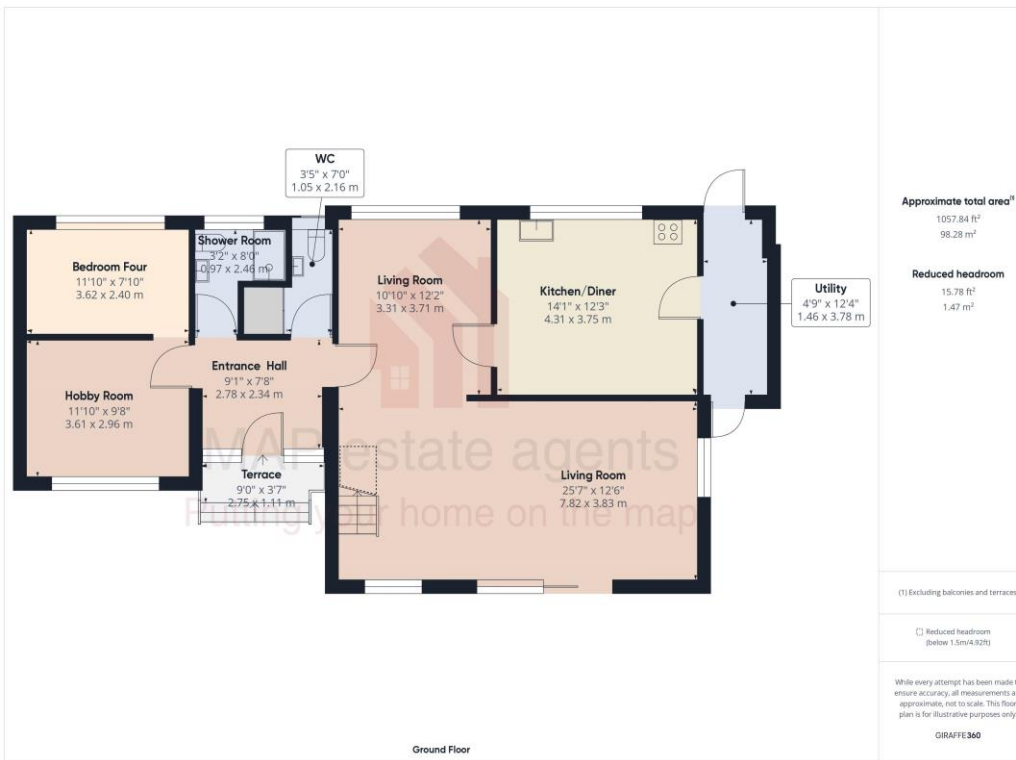 WC
3'5" x 7'0"
1.05 x 2.16 m
Shower Room
3'2" x 8'0"
0.97 x 2.46 m
Bedroom Four
11'10" x 7'10"
3.62 x 2.40 m
Living Room
10'10" x 12'2"
3.31 x 3.71 m
Kitchen/Diner
14'1" x 12'3"
4.31 x 3.75 m
Utility
4'9" x 12'4"
1.46 x 3.78 m
Entrance Hall
9'1" x 7'8"
2.78 x 2.34 m
Hobby Room
11'10" x 9'8"
3.61 x 2.96 m
MAP estate agents
Putting your home on the map
Terrace
9'0" x 3'7"
2.75 x 1.11 m
Living Room
25'7" x 12'6"
7.82 x 3.83 m
Ground Floor
Approximate total area(1)
1057.84 ft²
98.28 m²
Reduced headroom
15.78 ft²
1.47 m²
(1) Excluding balconies and terraces
Reduced headroom
(below 1.5m/4.92ft)
While every attempt has been made t
ensure accuracy, all measurements a
approximate, not to scale. This floor
plan is for illustrative purposes only
GIRAFFE360